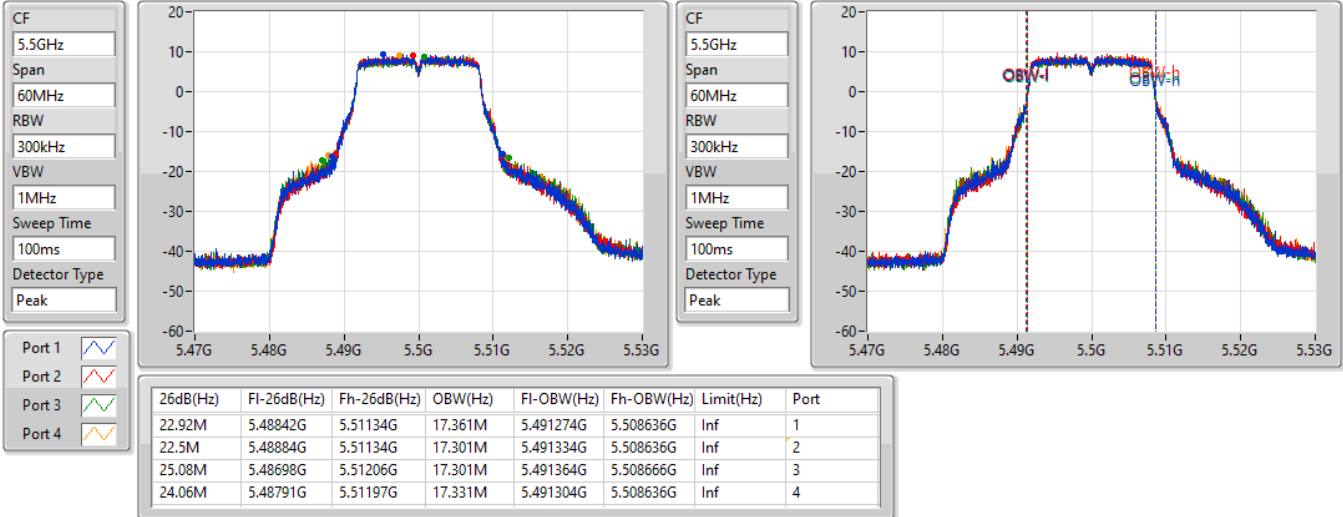 CF
5.5GHz
Span
60MHz
RBW
300kHz
VBW
1MHz
Sweep Time
100ms
Detector Type
Peak
20
10
0
-10
-20
-30
-40
-50
-60
5.47G 5.48G 5.49G 5.5G 5.51G 5.52G 5.53G
CF
5.5GHz
Span
60MHz
RBW
300kHz
VBW
1MHz
Sweep Time
100ms
Detector Type
Peak
20
10
0
-10
-20
-30
-40
-50
-60
OBW-l
OBW-h
OBW-h
5.47G 5.48G 5.49G 5.5G 5.51G 5.52G 5.53G
Port 1
Port 2
Port 3
Port 4
26dB(Hz) Fl-26dB(Hz) Fh-26dB(Hz) OBW(Hz) Fl-OBW(Hz) Fh-OBW(Hz) Limit(Hz) Port
22.92M 5.48842G 5.51134G 17.361M 5.491274G 5.508636G Inf 1
22.5M 5.48884G 5.51134G 17.301M 5.491334G 5.508636G Inf 2
25.08M 5.48698G 5.51206G 17.301M 5.491364G 5.508666G Inf 3
24.06M 5.48791G 5.51197G 17.331M 5.491304G 5.508636G Inf 4